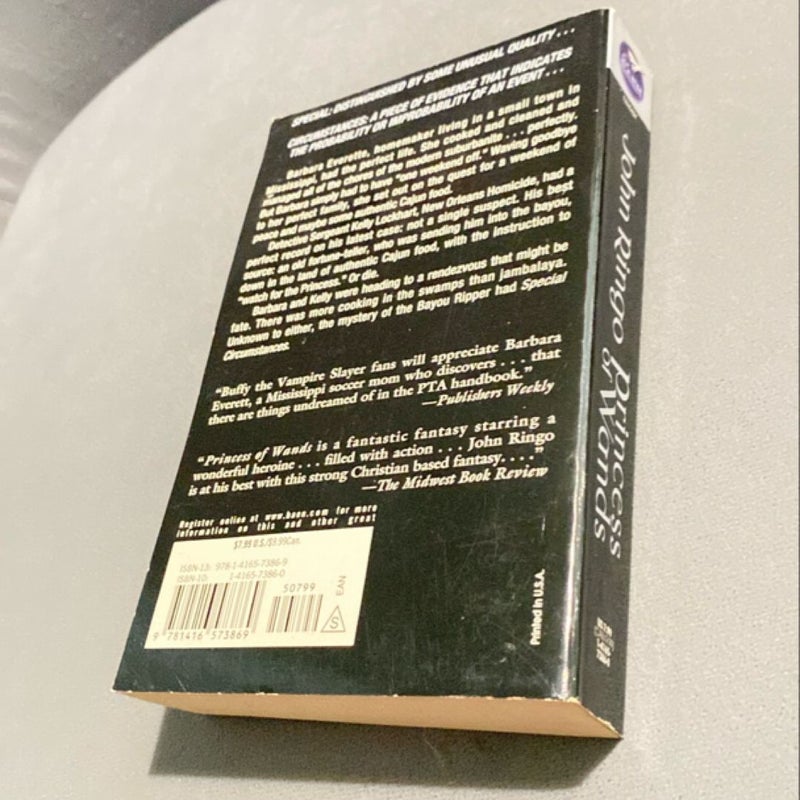 SPECIAL: DISTINGUISHED BY SOME UNUSUAL QUALITY . . .
CIRCUMSTANCES: A PIECE OF EVIDENCE THAT INDICATES
THE PROBABILITY OR IMPROBABILITY OF AN EVENT . . .
. . . Barbara Everette, homemaker living in a small town in
Mississippi, had the perfect life. She cooked and cleaned and
managed all of the chores of the modern suburbanite . . . perfectly.
But Barbara simply had to have "one weekend off." Waving goodbye
to her perfect family, she set out on the quest for a weekend of
peace and maybe some authentic Cajun food.
Detective Sergeant Kelly Lockhart, New Orleans Homicide, had a
perfect record on his latest case: not a single suspect. His best
source: an old fortune-teller, who was sending him into the bayou,
down in the land of authentic Cajun food, with the instruction to
"watch for the Princess." Or die.
Barbara and Kelly were heading to a rendezvous that might be
fate. There was more cooking in the swamps than jambalaya.
Unknown to either, the mystery of the Bayou Ripper had Special
Circumstances.
"Buffy the Vampire Slayer fans will appreciate Barbara
Everett, a Mississippi soccer mom who discovers . . . that
there are things undreamed of in the PTA handbook."
—Publishers Weekly
"Princess of Wands is a fantastic fantasy starring a
wonderful heroine . . . filled with action . . . John Ringo
is at his best with this strong Christian based fantasy. . . ."
—The Midwest Book Review
Register online at www.baen.com for more
information on this and other great
$7.99 U.S./$9.99Can.
ISBN-13: 978-1-4165-7386-9
ISBN-10: 1-4165-7386-0
50799
EAN
S
9 781416 573869
Printed in U.S.A.
John Ringo
Princess
of
Wands